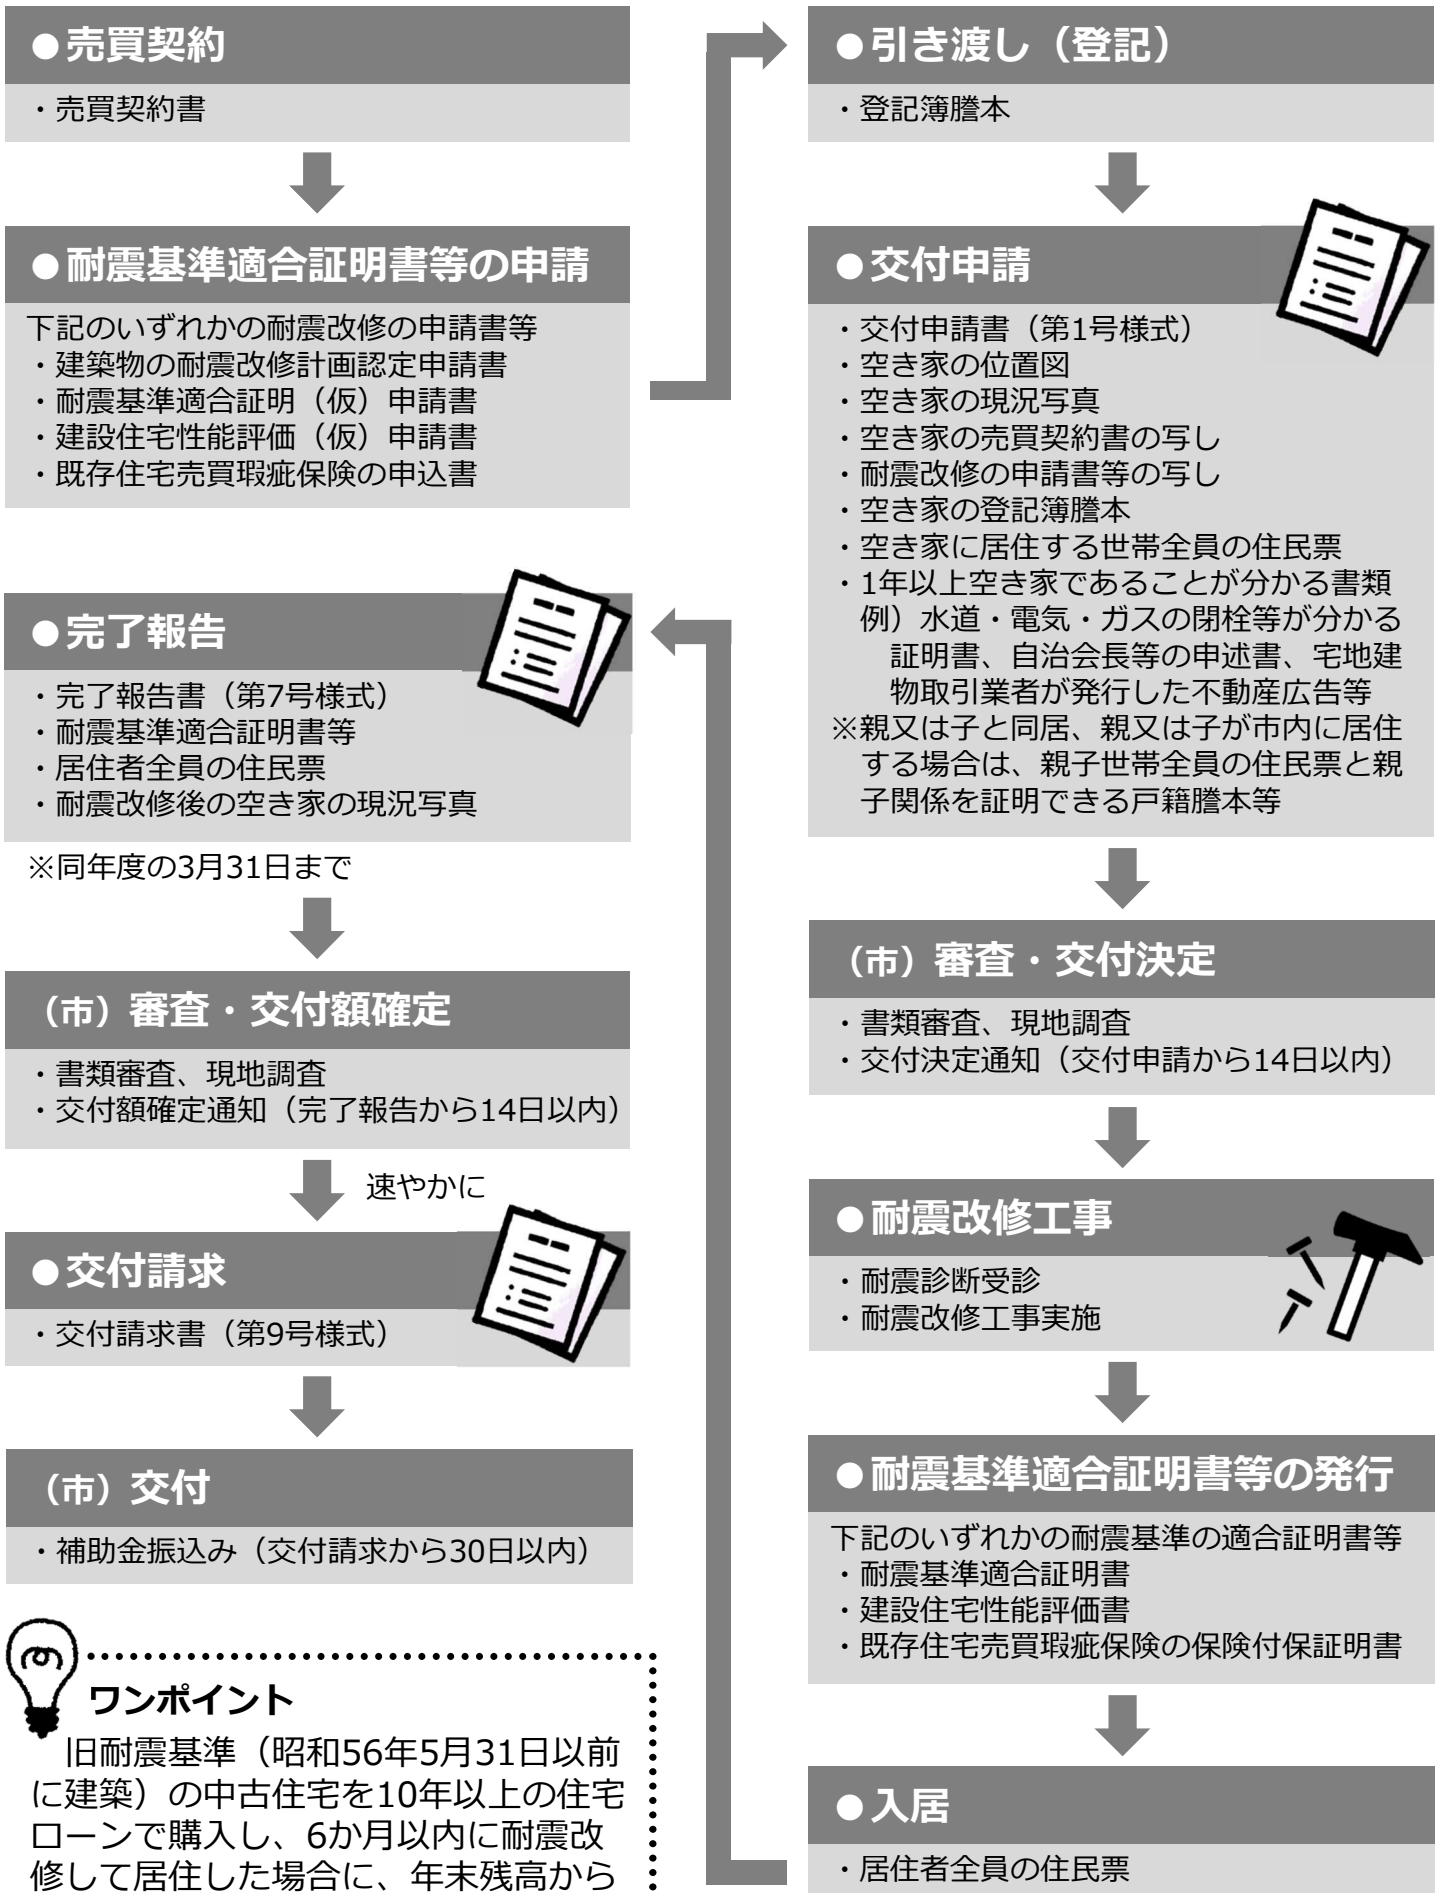 ●売買契約
・売買契約書
●耐震基準適合証明書等の申請
下記のいずれかの耐震改修の申請書等
・建築物の耐震改修計画認定申請書
・耐震基準適合証明（仮）申請書
・建設住宅性能評価（仮）申請書
・既存住宅売買瑕疵保険の申込書
●引き渡し（登記）
・登記簿謄本
●交付申請
・交付申請書（第1号様式）
・空き家の位置図
・空き家の現況写真
・空き家の売買契約書の写し
・耐震改修の申請書等の写し
・空き家の登記簿謄本
・空き家に居住する世帯全員の住民票
・1年以上空き家であることが分かる書類
例）水道・電気・ガスの閉栓等が分かる
証明書、自治会長等の申述書、宅地建
物取引業者が発行した不動産広告等
※親又は子と同居、親又は子が市内に居住
する場合は、親子世帯全員の住民票と親
子関係を証明できる戸籍謄本等
（市）審査・交付決定
・書類審査、現地調査
・交付決定通知（交付申請から14日以内）
●耐震改修工事
・耐震診断受診
・耐震改修工事実施
●耐震基準適合証明書等の発行
下記のいずれかの耐震基準の適合証明書等
・耐震基準適合証明書
・建設住宅性能評価書
・既存住宅売買瑕疵保険の保険付保証明書
●入居
・居住者全員の住民票
●完了報告
・完了報告書（第7号様式）
・耐震基準適合証明書等
・居住者全員の住民票
・耐震改修後の空き家の現況写真
※同年度の3月31日まで
（市）審査・交付額確定
・書類審査、現地調査
・交付額確定通知（完了報告から14日以内）
速やかに
●交付請求
・交付請求書（第9号様式）
（市）交付
・補助金振込み（交付請求から30日以内）
ワンポイント
旧耐震基準（昭和56年5月31日以前
に建築）の中古住宅を10年以上の住宅
ローンで購入し、6か月以内に耐震改
修して居住した場合に、年末残高から